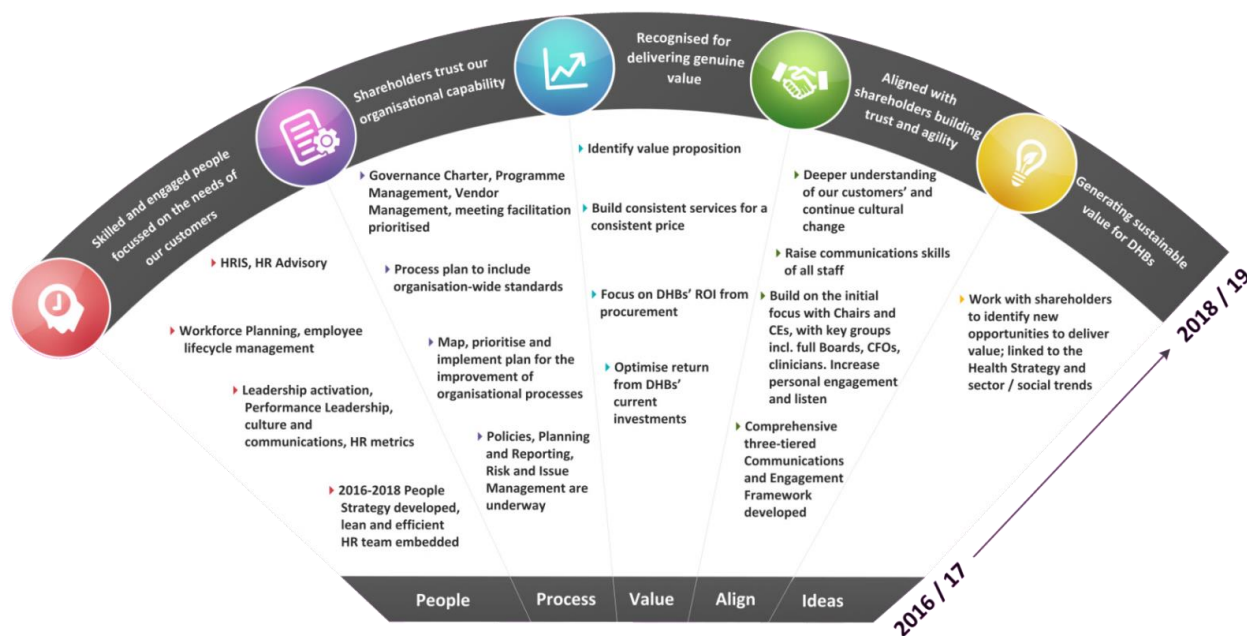 Skilled and engaged people
focussed on the needs of
our customers
Shareholders trust our
organisational capability
Recognised for
delivering genuine
value
Aligned with
shareholders building
trust and agility
Generating sustainable
value for DHBs
HRIS, HR Advisory
Workforce Planning, employee
lifecycle management
Leadership activation,
Performance Leadership,
culture and
communications, HR metrics
2016-2018 People
Strategy developed,
lean and efficient
HR team embedded
Governance Charter, Programme
Management, Vendor
Management, meeting facilitation
prioritised
Process plan to include
organisation-wide standards
Map, prioritise and
implement plan for the
improvement of
organisational processes
Policies, Planning
and Reporting,
Risk and Issue
Management are
underway
Identify value proposition
Build consistent services for a
consistent price
Focus on DHBs' ROI from
procurement
Optimise return
from DHBs'
current
investments
Deeper understanding
of our customers' and
continue cultural
change
Raise communications skills
of all staff
Build on the initial
focus with Chairs and
CEs, with key groups
incl. full Boards, CFOs,
clinicians. Increase
personal engagement
and listen
Comprehensive
three-tiered
Communications
and Engagement
Framework
developed
Work with shareholders
to identify new
opportunities to deliver
value; linked to the
Health Strategy and
sector / social trends
People
Process
Value
Align
Ideas
2016 / 17
2018 / 19